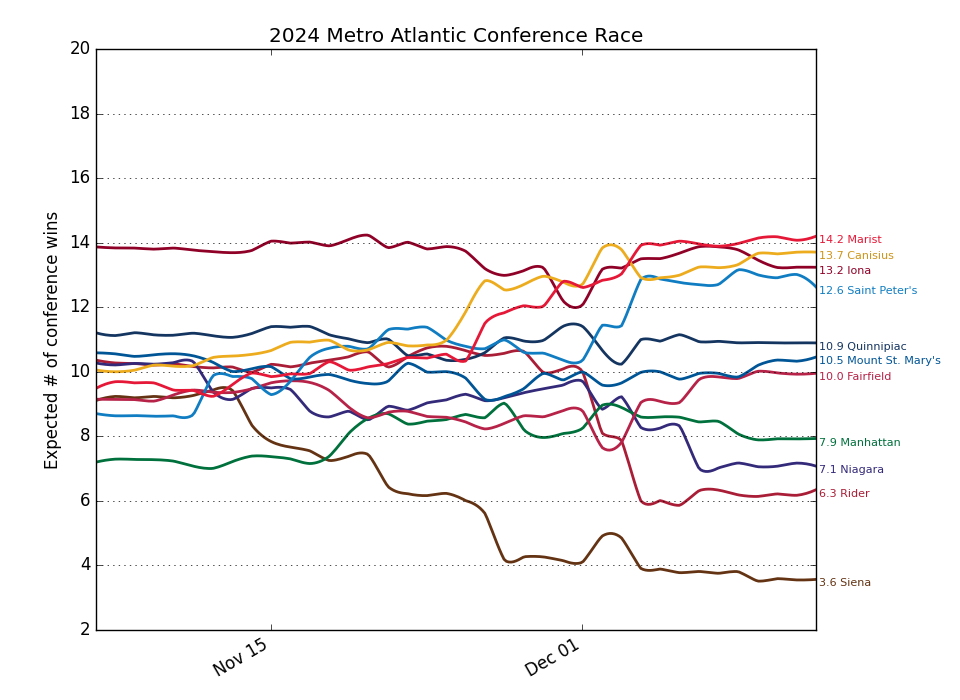 2024 Metro Atlantic Conference Race
Expected # of conference wins
20
18
16
14
12
10
8
6
4
2
Nov 15
Dec 01
14.2 Marist
13.7 Canisius
13.2 Iona
12.6 Saint Peter's
10.9 Quinnipiac
10.5 Mount St. Mary's
10.0 Fairfield
7.9 Manhattan
7.1 Niagara
6.3 Rider
3.6 Siena